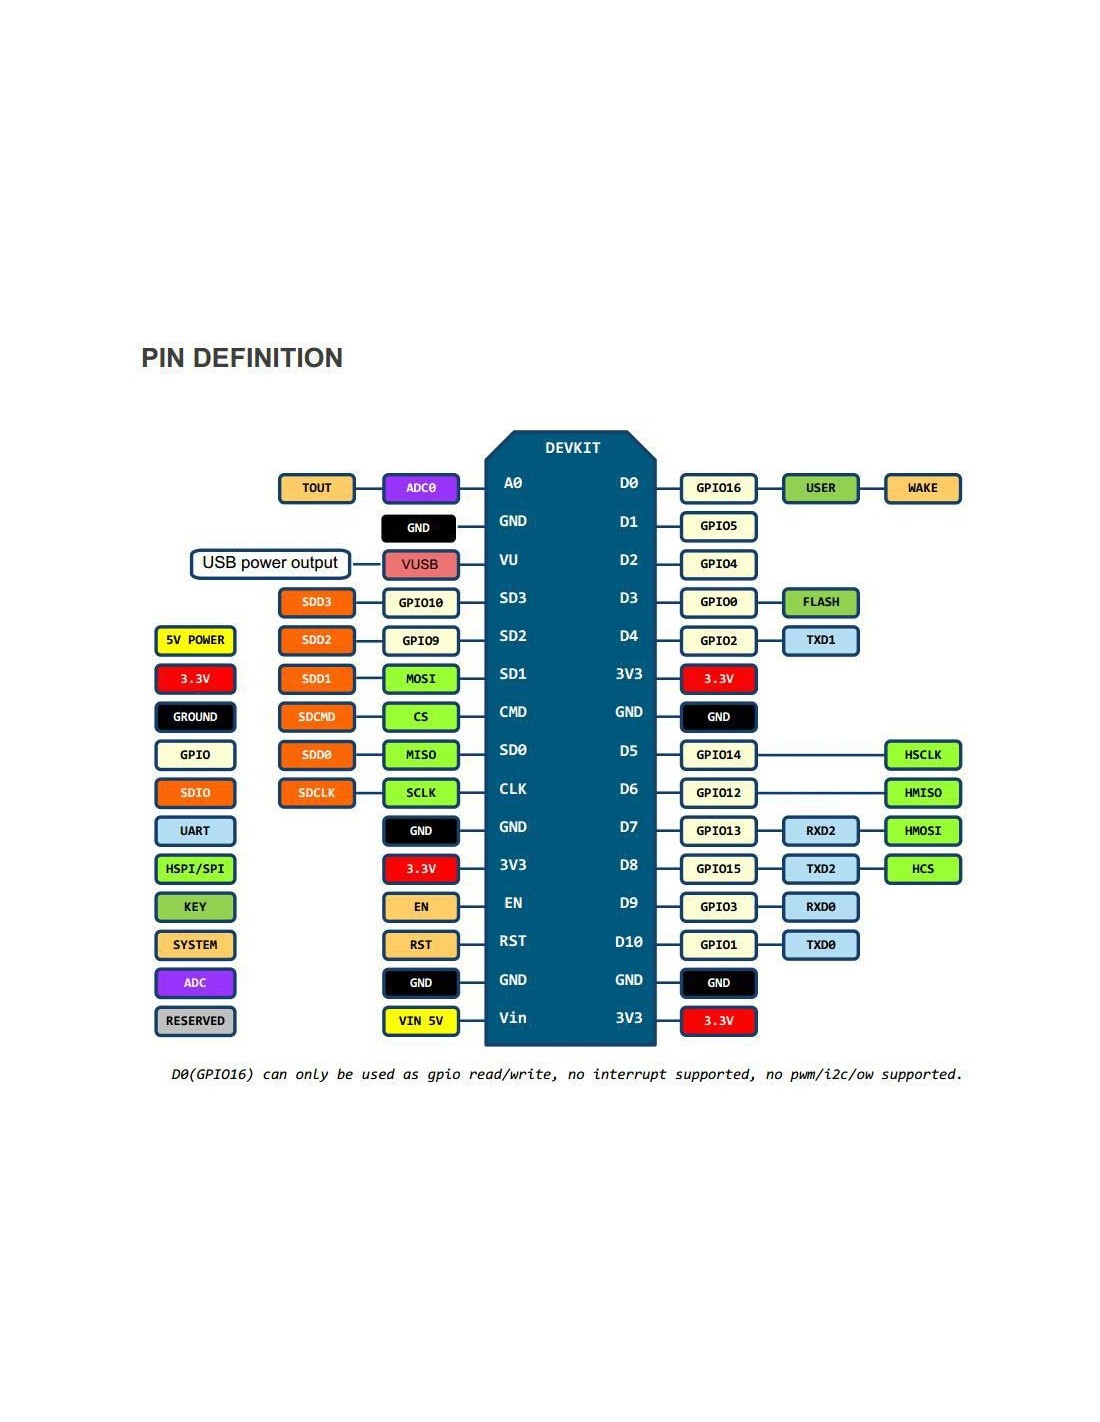 PIN DEFINITION
DEVKIT
TOUT ADC0 A0 D0 GPIO16 USER WAKE
GND GND D1 GPIO5
USB power output VUSB VU D2 GPIO4
SDD3 GPIO10 SD3 D3 GPIO0 FLASH
5V POWER SDD2 GPIO9 SD2 D4 GPIO2 TXD1
3.3V SDD1 MOSI SD1 3V3 3.3V
GROUND SDCMD CS CMD GND GND
GPIO SDD0 MISO SD0 D5 GPIO14 HSCLK
SDIO SDCLK SCLK CLK D6 GPIO12 HMISO
UART GND GND D7 GPIO13 RXD2 HMOSI
HSPI/SPI 3.3V 3V3 D8 GPIO15 TXD2 HCS
KEY EN EN D9 GPIO3 RXD0
SYSTEM RST RST D10 GPIO1 TXD0
ADC GND GND GND GND
RESERVED VIN 5V Vin 3V3 3.3V
D0(GPIO16) can only be used as gpio read/write, no interrupt supported, no pwm/i2c/ow supported.